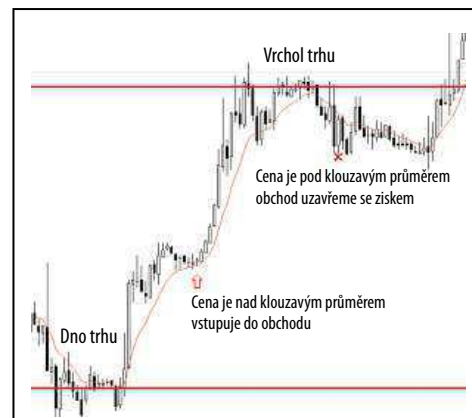 Vrchol trhu
Cena je pod klouzavým průměrem
obchod uzavřeme se ziskem
Cena je nad klouzavým průměrem
vstupuje do obchodu
Dno trhu